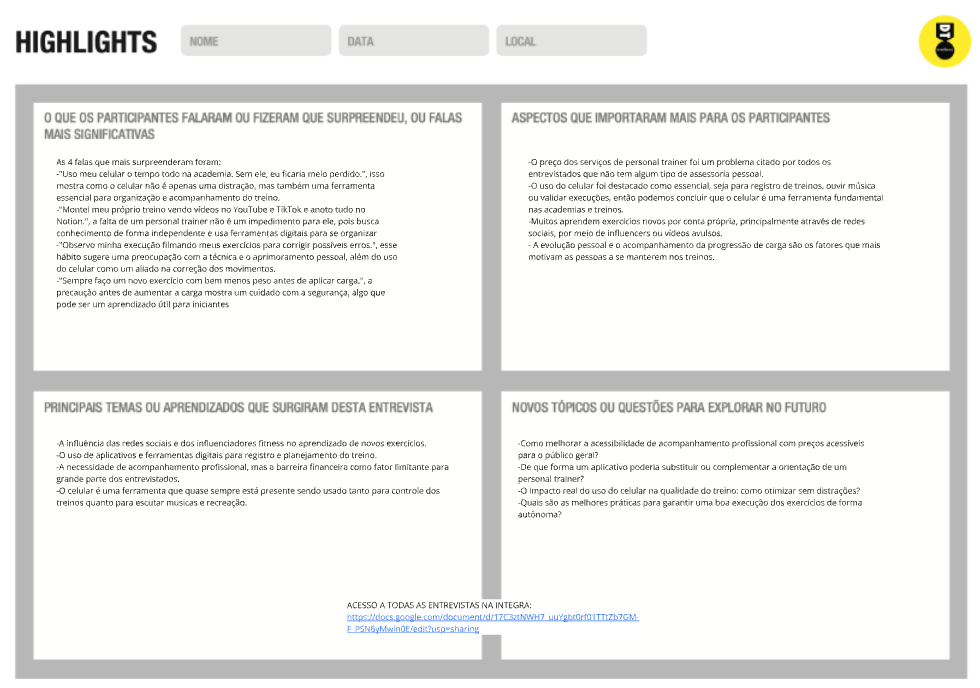 HIGHLIGHTS
NOME
DATA
LOCAL
DT
O QUE OS PARTICIPANTES FALARAM OU FIZERAM QUE SURPREENDEU, OU FALAS
MAIS SIGNIFICATIVAS
As 4 falas que mais surpreenderam foram:
-"Uso meu celular o tempo todo na academia. Sem ele, eu ficaria meio perdido.", isso
mostra como o celular não é apenas uma distração, mas também uma ferramenta
essencial para organização e acompanhamento do treino.
-"Montei meu próprio treino vendo vídeos no YouTube e TikTok e anoto tudo no
Notion.", a falta de um personal trainer não é um impedimento para ele, pois busca
conhecimento de forma independente e usa ferramentas digitais para se organizar
-"Observo minha execução filmando meus exercícios para corrigir possíveis erros.", esse
hábito sugere uma preocupação com a técnica e o aprimoramento pessoal, além do uso
do celular como um aliado na correção dos movimentos.
-"Sempre faço um novo exercício com bem menos peso antes de aplicar carga.", a
precaução antes de aumentar a carga mostra um cuidado com a segurança, algo que
pode ser um aprendizado útil para iniciantes
ASPECTOS QUE IMPORTARAM MAIS PARA OS PARTICIPANTES
-O preço dos serviços de personal trainer foi um problema citado por todos os
entrevistados que não tem algum tipo de assessoria pessoal.
-O uso do celular foi destacado como essencial, seja para registro de treinos, ouvir música
ou validar execuções, então podemos concluir que o celular é uma ferramenta fundamental
nas academias e treinos.
-Muitos aprendem exercícios novos por conta própria, principalmente através de redes
sociais, por meio de influencers ou vídeos avulsos.
- A evolução pessoal e o acompanhamento da progressão de carga são os fatores que mais
motivam as pessoas a se manterem nos treinos.
PRINCIPAIS TEMAS OU APRENDIZADOS QUE SURGIRAM DESTA ENTREVISTA
-A influência das redes sociais e dos influenciadores fitness no aprendizado de novos exercícios.
-O uso de aplicativos e ferramentas digitais para registro e planejamento do treino.
-A necessidade de acompanhamento profissional, mas a barreira financeira como fator limitante para
grande parte dos entrevistados.
-O celular é uma ferramenta que quase sempre está presente sendo usado tanto para controle dos
treinos quanto para escutar musicas e recreação.
NOVOS TÓPICOS OU QUESTÕES PARA EXPLORAR NO FUTURO
-Como melhorar a acessibilidade de acompanhamento profissional com preços acessíveis
para o público geral?
-De que forma um aplicativo poderia substituir ou complementar a orientação de um
personal trainer?
-O Impacto real do uso do celular na qualidade do treino: como otimizar sem distrações?
-Quais são as melhores práticas para garantir uma boa execução dos exercícios de forma
autônoma?
ACESSO A TODAS AS ENTREVISTAS NA INTEGRA:
https://docs.google.com/document/d/17C3ztNWH7_uuYgbt0rf01TTtZb7GM-
F_PSN6yMwin0E/edit?usp=sharing